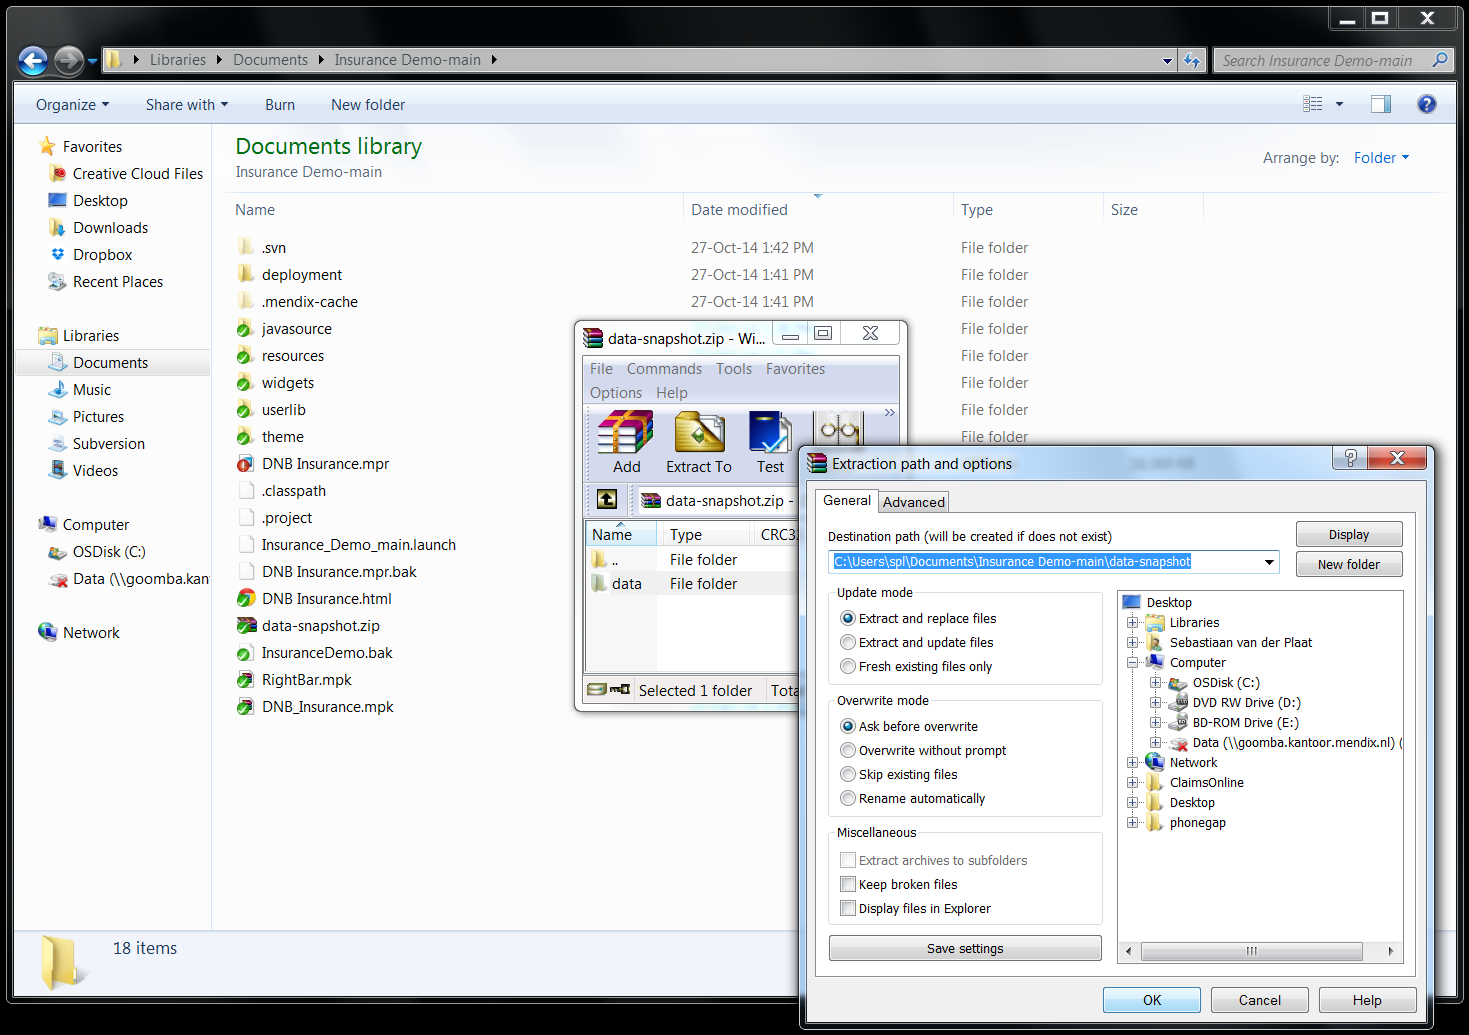 Libraries Documents Insurance Demo-main
Search Insurance Demo-main
Organize Share with Burn New folder
Favorites
Creative Cloud Files
Desktop
Downloads
Dropbox
Recent Places
Libraries
Documents
Music
Pictures
Subversion
Videos
Computer
OSDisk (C:)
Data (\\goomba.kant
Network
Documents library
Insurance Demo-main
Arrange by: Folder
Name Date modified Type Size
.svn 27-Oct-14 1:42 PM File folder
deployment 27-Oct-14 1:41 PM File folder
.mendix-cache 27-Oct-14 1:41 PM File folder
javasource File folder
resources File folder
widgets File folder
userlib File folder
theme File folder
DNB Insurance.mpr
.classpath
.project
Insurance_Demo_main.launch
DNB Insurance.mpr.bak
DNB Insurance.html
data-snapshot.zip
InsuranceDemo.bak
RightBar.mpk
DNB_Insurance.mpk
18 items
data-snapshot.zip - Wi...
File Commands Tools Favorites
Options Help
Add Extract To Test
data-snapshot.zip -
Name Type CRC3
.. File folder
data File folder
Selected 1 folder Tota
Extraction path and options
General Advanced
Destination path (will be created if does not exist)
C:\Users\spl\Documents\Insurance Demo-main\data-snapshot
Display
New folder
Update mode
Extract and replace files
Extract and update files
Fresh existing files only
Overwrite mode
Ask before overwrite
Overwrite without prompt
Skip existing files
Rename automatically
Miscellaneous
Extract archives to subfolders
Keep broken files
Display files in Explorer
Save settings
Desktop
Libraries
Sebastiaan van der Plaat
Computer
OSDisk (C:)
DVD RW Drive (D:)
BD-ROM Drive (E:)
Data (\\goomba.kantoor.mendix.nl) (
Network
ClaimsOnline
Desktop
phonegap
OK Cancel Help